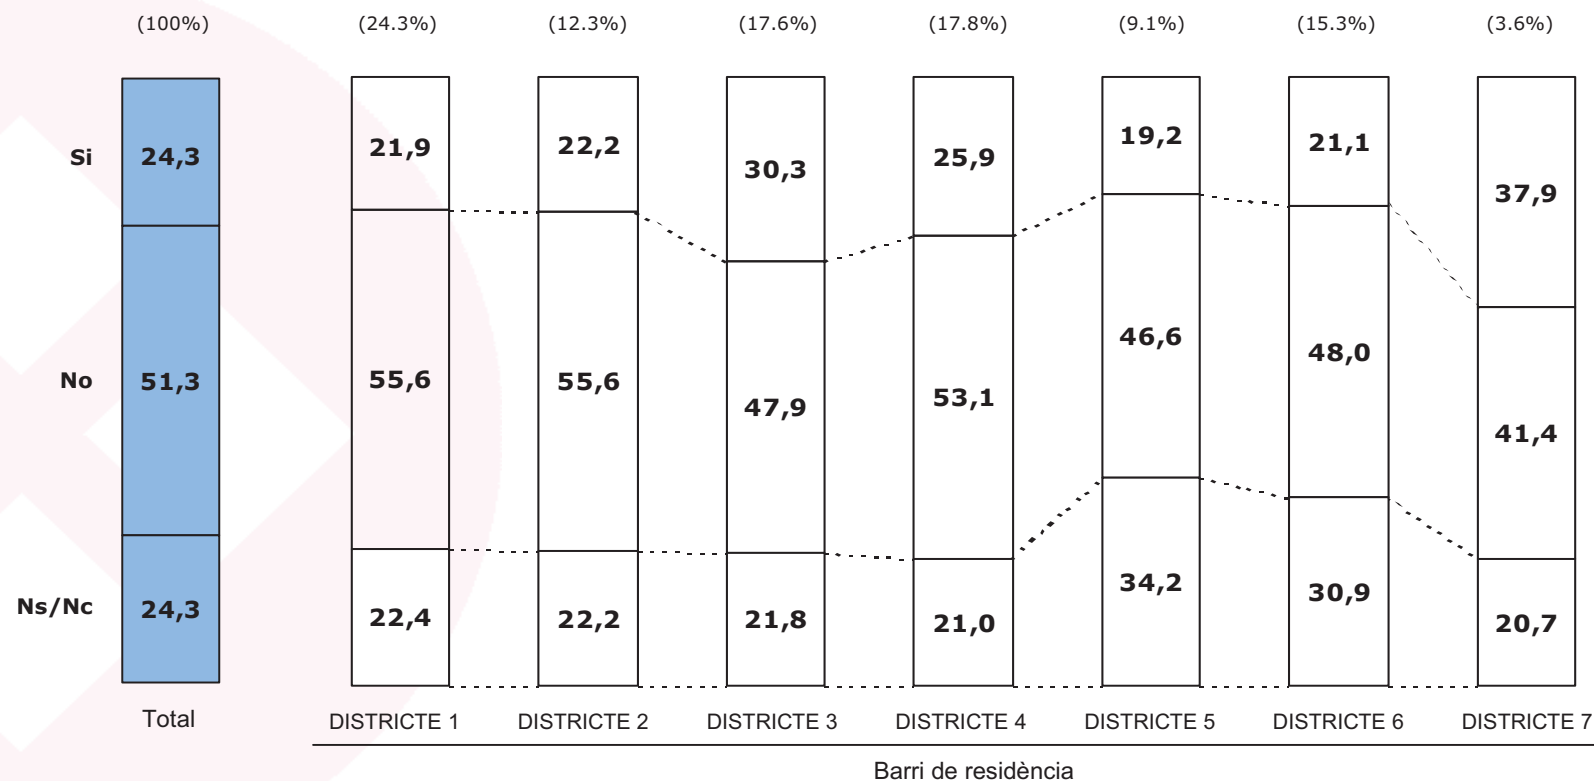 (100%) (24.3%) (12.3%) (17.6%) (17.8%) (9.1%) (15.3%) (3.6%)
Si 24,3 21,9 22,2 30,3 25,9 19,2 21,1 37,9
No 51,3 55,6 55,6 47,9 53,1 46,6 48,0 41,4
Ns/Nc 24,3 22,4 22,2 21,8 21,0 34,2 30,9 20,7
Total DISTRICTE 1 DISTRICTE 2 DISTRICTE 3 DISTRICTE 4 DISTRICTE 5 DISTRICTE 6 DISTRICTE 7
Barri de residència